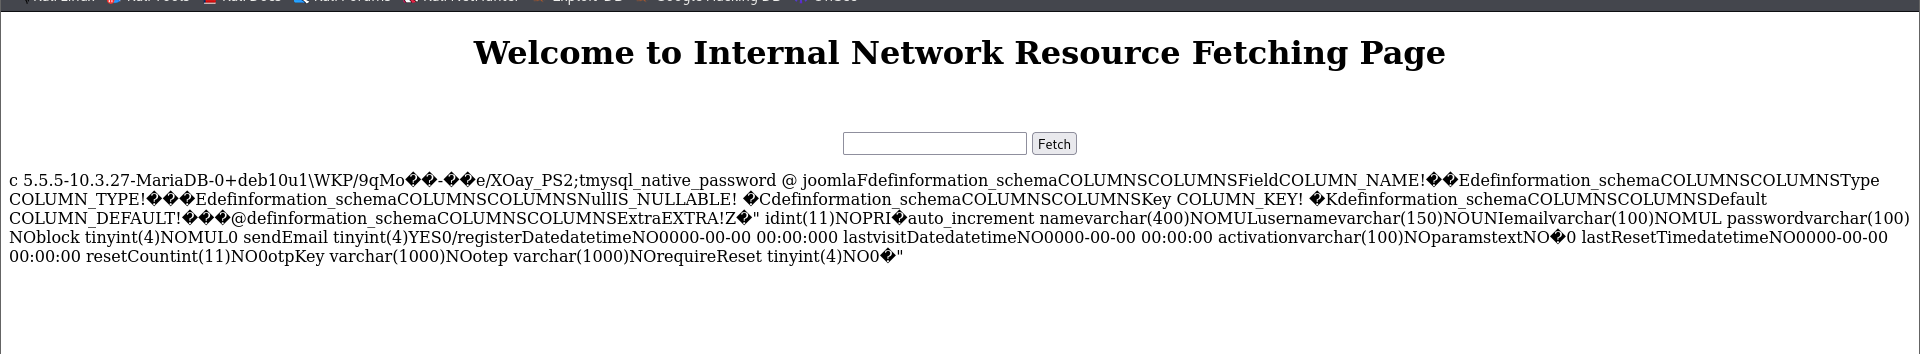 Welcome to Internal Network Resource Fetching Page
Fetch
c 5.5.5-10.3.27-MariaDB-0+deb10u1\WKP/9qMo��-��e/XOay_PS2;tmysql_native_password @ joomlaFdefinformation_schemaCOLUMNSCOLUMNSFieldCOLUMN_NAME!��Edefinformation_schemaCOLUMNSCOLUMNSType
COLUMN_TYPE!���Edefinformation_schemaCOLUMNSCOLUMNSNullIS_NULLABLE! �Cdefinformation_schemaCOLUMNSCOLUMNSKey COLUMN_KEY! �Kdefinformation_schemaCOLUMNSCOLUMNSDefault
COLUMN_DEFAULT!���@definformation_schemaCOLUMNSCOLUMNSExtraEXTRA!Z�" idint(11)NOPRI�auto_increment namevarchar(400)NOMULusernamevarchar(150)NOUNIemailvarchar(100)NOMUL passwordvarchar(100)
NOblock tinyint(4)NOMUL0 sendEmail tinyint(4)YES0/registerDatedatetimeNO0000-00-00 00:00:000 lastvisitDatedatetimeNO0000-00-00 00:00:00 activationvarchar(100)NOparamstextNO�0 lastResetTimedatetimeNO0000-00-00
00:00:00 resetCountint(11)NO0otpKey varchar(1000)NOotep varchar(1000)NOrequireReset tinyint(4)NO0�"